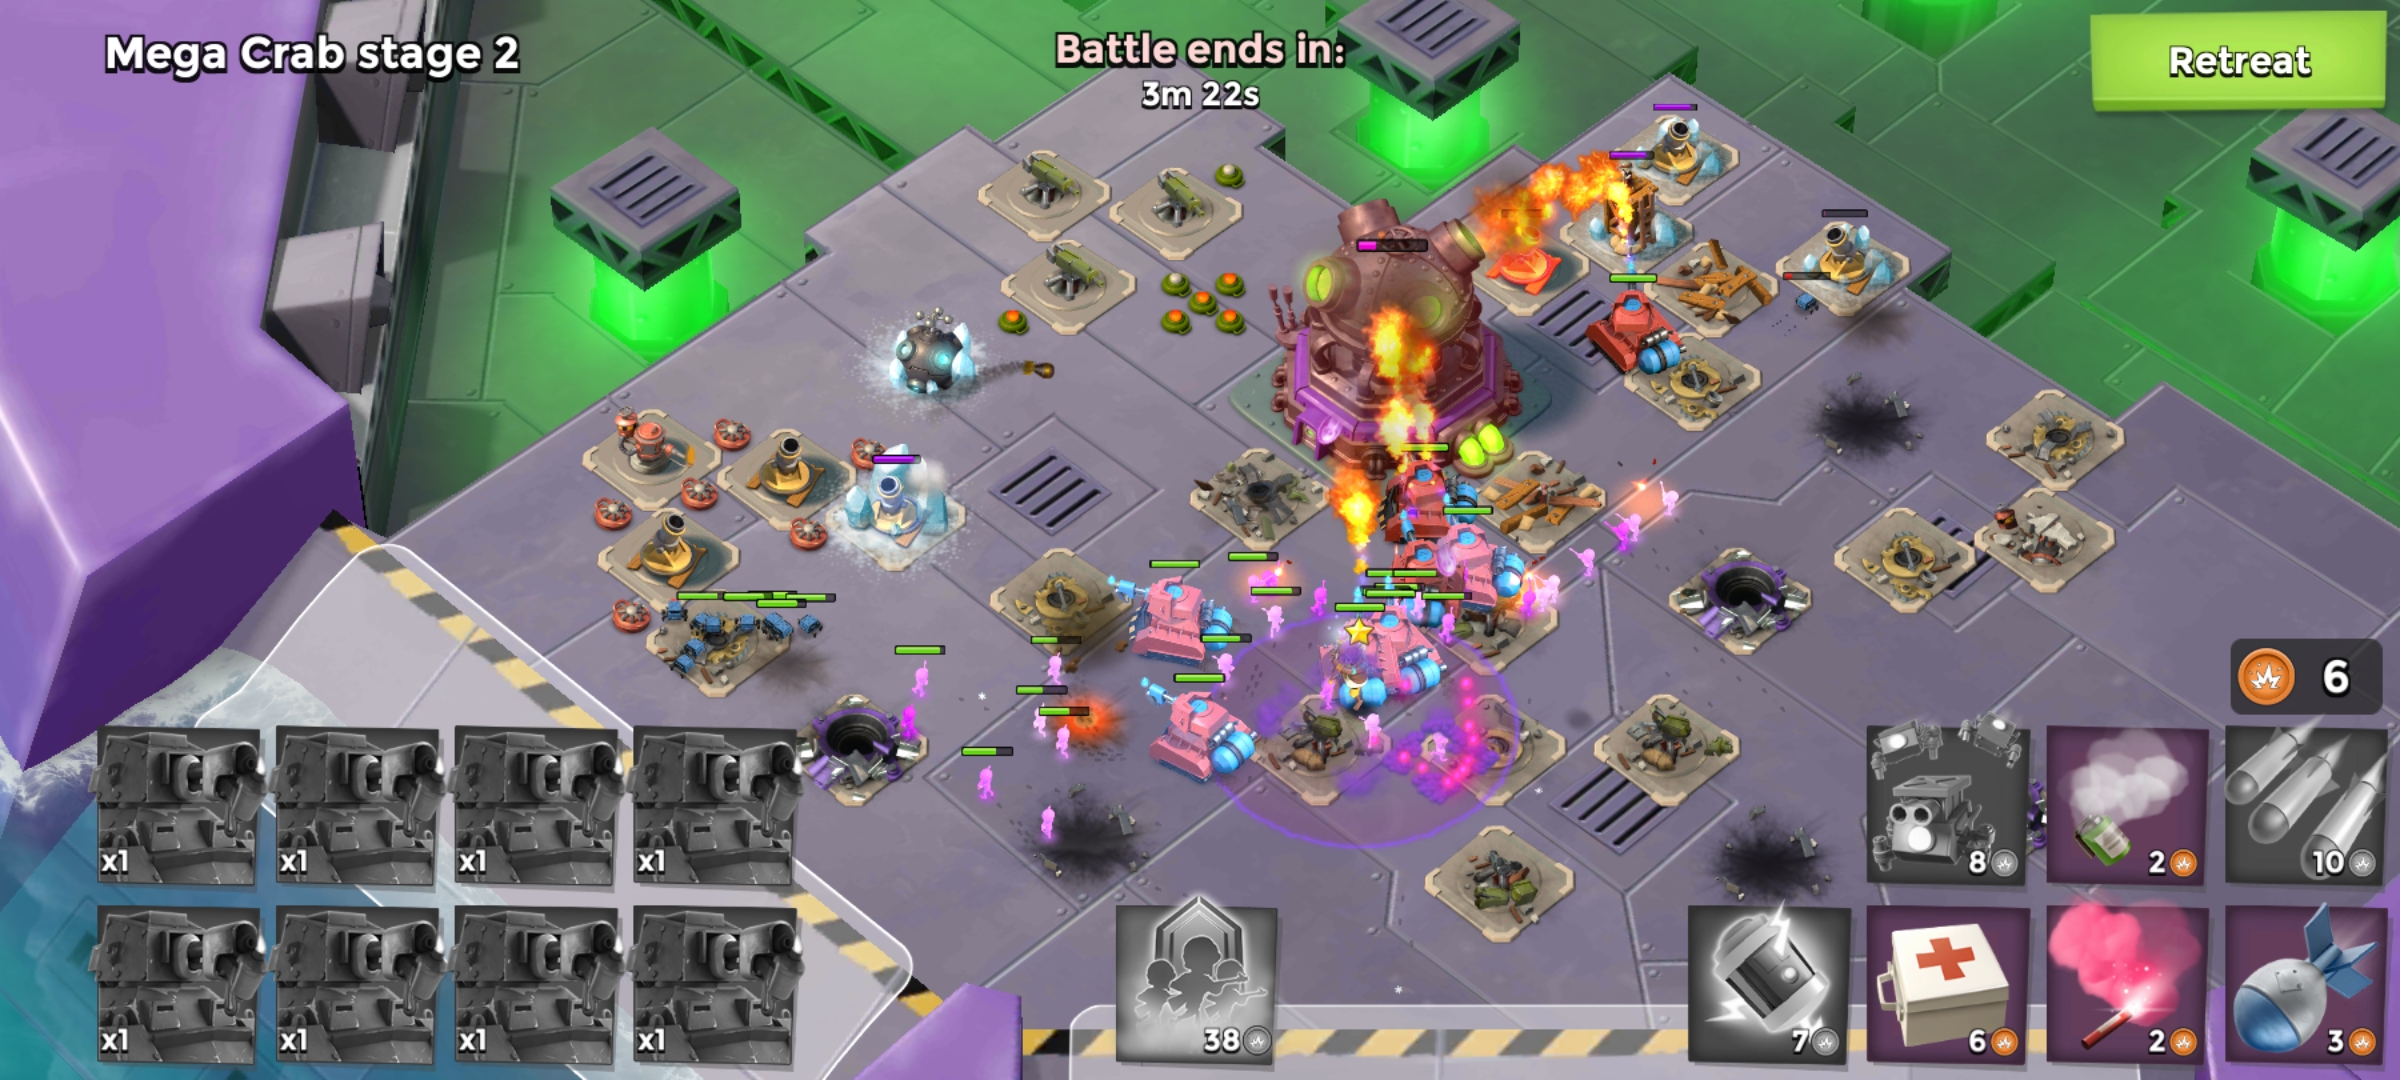 Mega Crab stage 2
Battle ends in:
3m 22s
Retreat
6
x1
x1
x1
x1
8
2
10
x1
x1
x1
x1
38
7
6
2
3